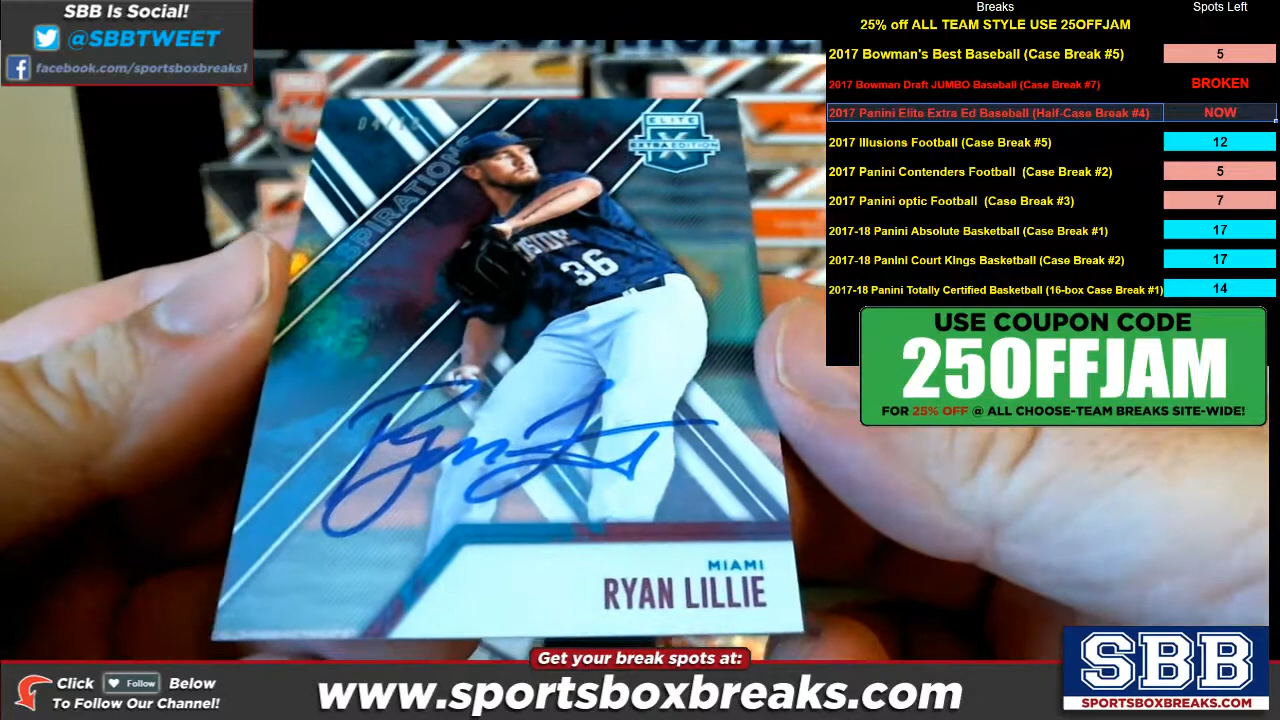 SBB Is Social!
@SBBTWEET
facebook.com/sportsboxbreaks1
Breaks Spots Left
25% off ALL TEAM STYLE USE 25OFFJAM
2017 Bowman's Best Baseball (Case Break #5) 5
2017 Bowman Draft JUMBO Baseball (Case Break #7) BROKEN
2017 Panini Elite Extra Ed Baseball (Half-Case Break #4) NOW
2017 Illusions Football (Case Break #5) 12
2017 Panini Contenders Football (Case Break #2) 5
2017 Panini optic Football (Case Break #3) 7
2017-18 Panini Absolute Basketball (Case Break #1) 17
2017-18 Panini Court Kings Basketball (Case Break #2) 17
2017-18 Panini Totally Certified Basketball (16-box Case Break #1) 14
USE COUPON CODE
25OFFJAM
FOR 25% OFF @ ALL CHOOSE-TEAM BREAKS SITE-WIDE!
ELITE
X
EXTRA EDITION
36
MIAMI
RYAN LILLIE
Get your break spots at:
www.sportsboxbreaks.com
Click Follow Below
To Follow Our Channel!
SBB
SPORTSBOXBREAKS.COM